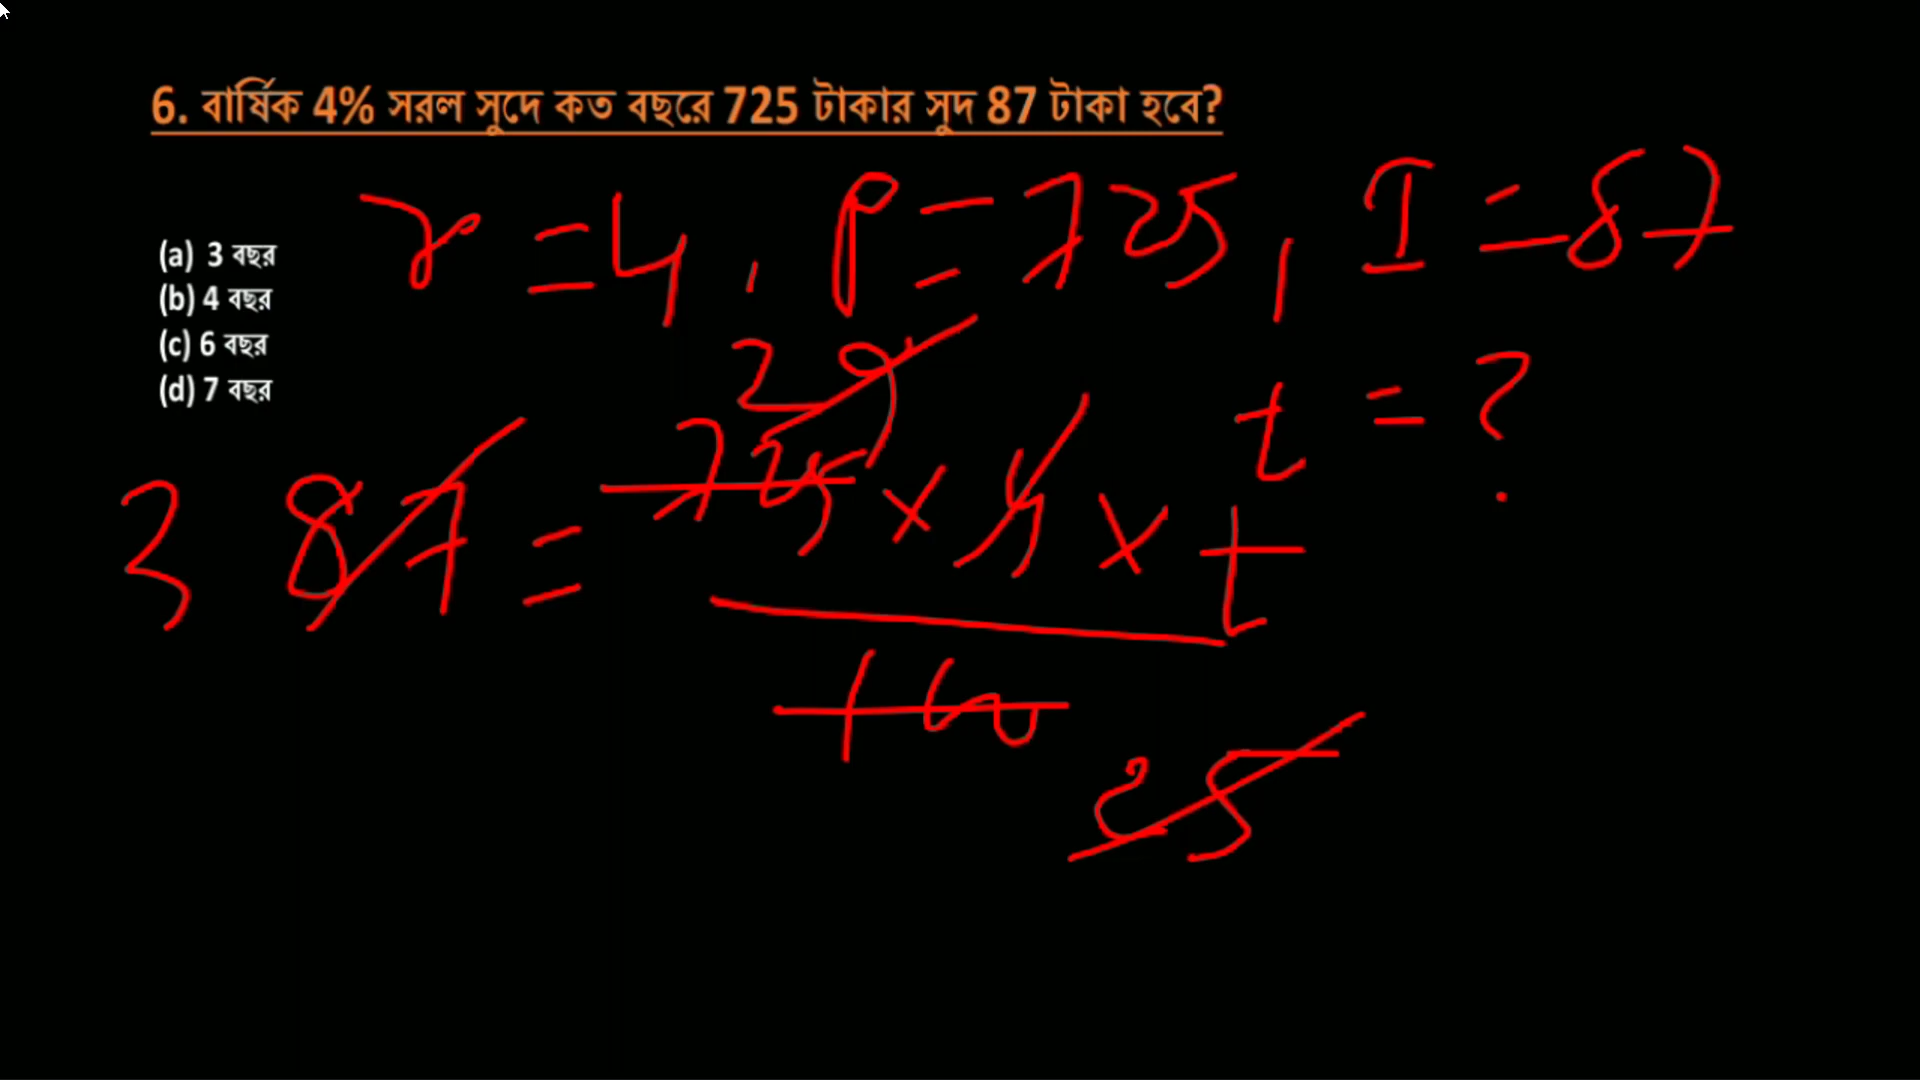 6. বার্ষিক 4% সরল সুদে কত বছরে 725 টাকার সুদ 87 টাকা হবে?
r = 4, P = 725, I = 87
(a) 3 বছর
(b) 4 বছর
(c) 6 বছর
(d) 7 বছর
t = ?
29
3 87 = 725 × 4 × t
100
25